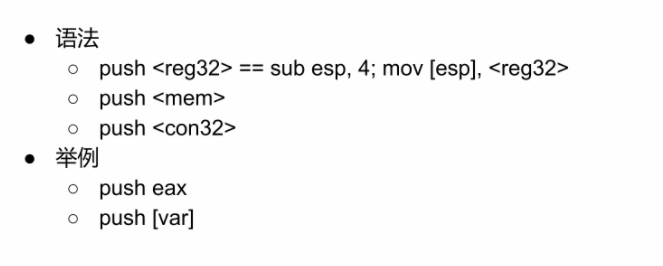 ● 语法
○ push <reg32> == sub esp, 4; mov [esp], <reg32>
○ push <mem>
○ push <con32>
● 举例
○ push eax
○ push [var]